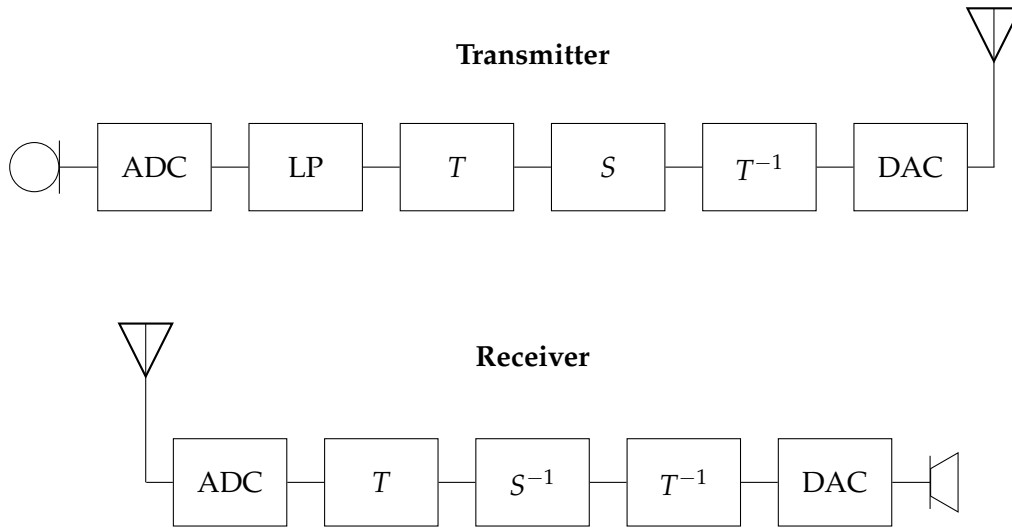 Transmitter
ADC LP T S T⁻¹ DAC
Receiver
ADC T S⁻¹ T⁻¹ DAC